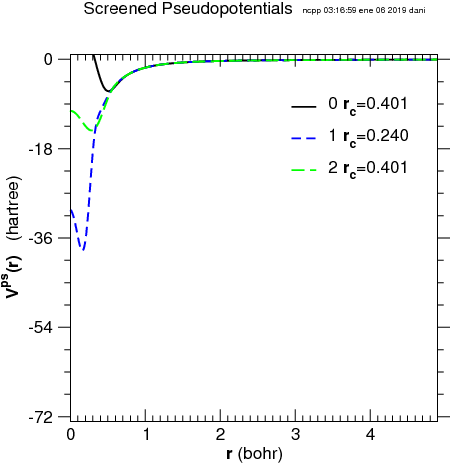 Screened Pseudopotentials ncpp 03:16:59 ene 06 2019 dani
0
-18
-36
-54
-72
V^ps(r) (hartree)
0 r_c=0.401
1 r_c=0.240
2 r_c=0.401
0 1 2 3 4
r (bohr)